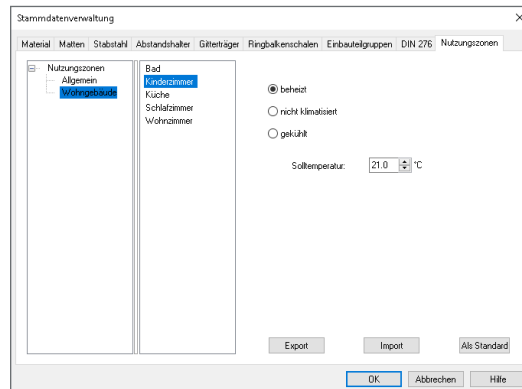 Stammdatenverwaltung
Material Matten Stabstahl Abstandshalter Gitterträger Ringbalkenschalen Einbauteilgruppen DIN 276 Nutzungszonen
Nutzungszonen
Allgemein
Wohngebäude
Bad
Kinderzimmer
Küche
Schlafzimmer
Wohnzimmer
beheizt
nicht klimatisiert
gekühlt
Solltemperatur: 21.0 °C
Export Import Als Standard
OK Abbrechen Hilfe